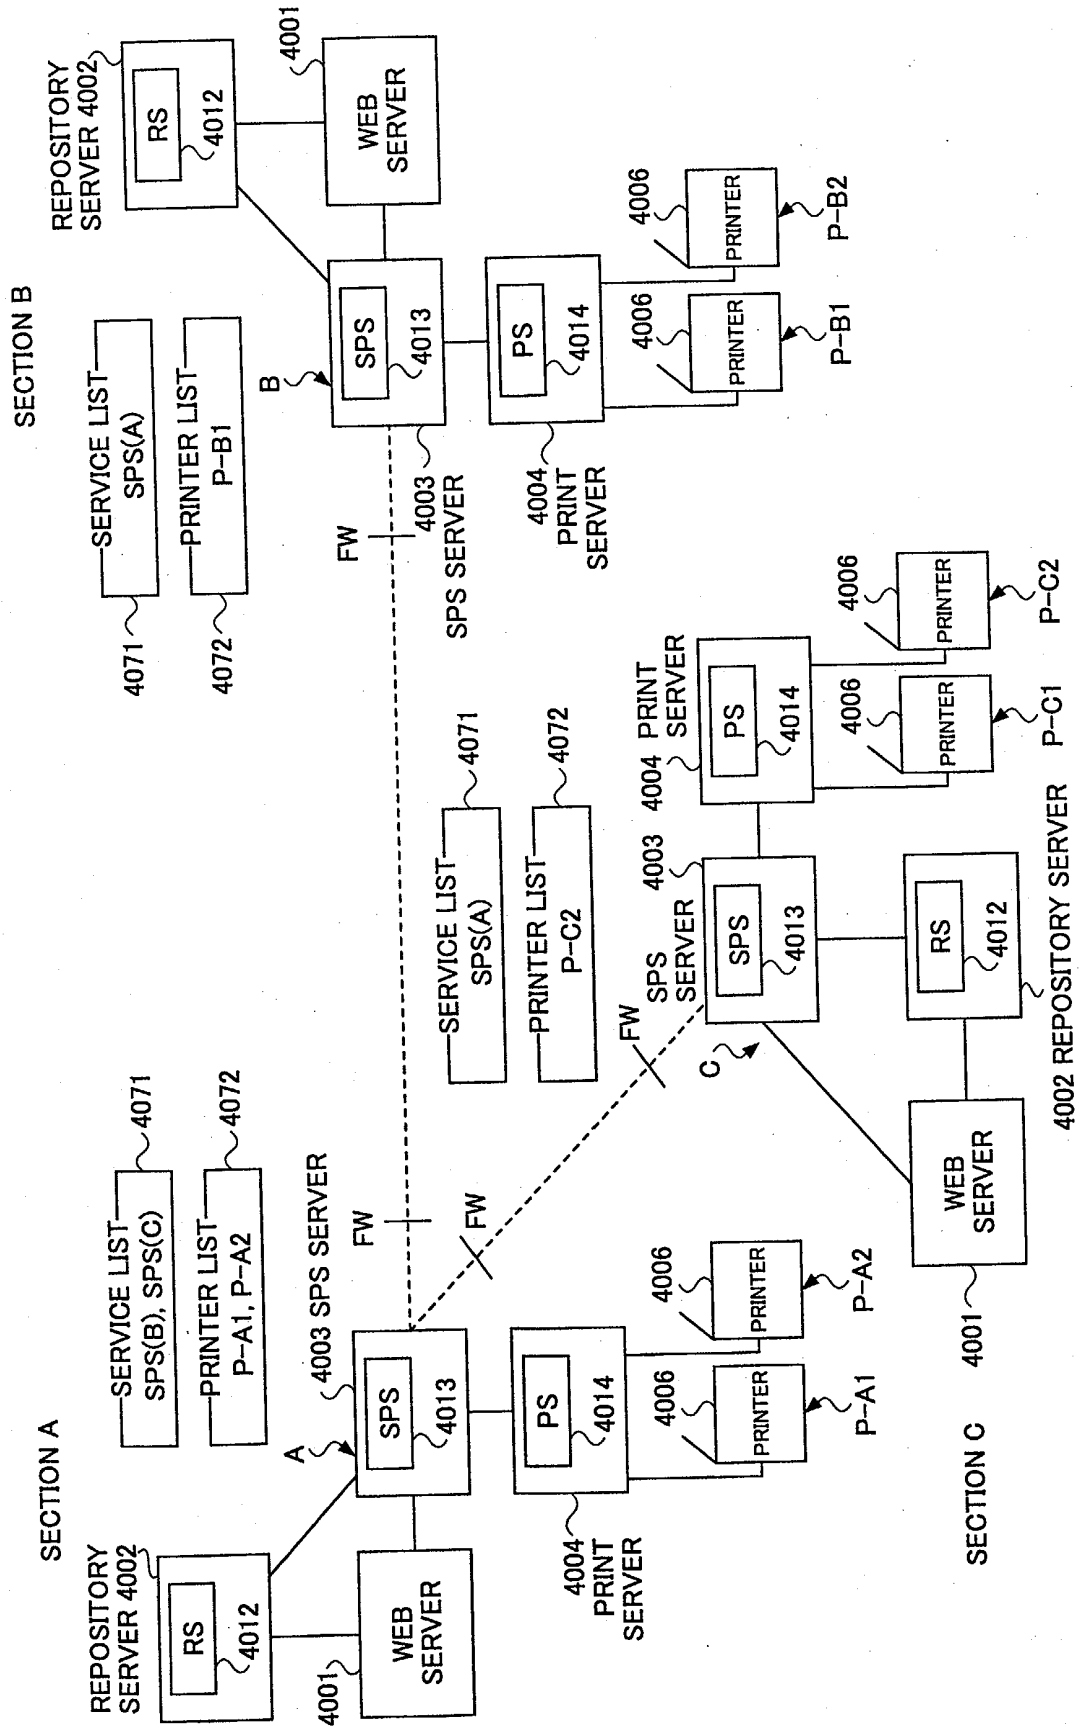 SECTION A
REPOSITORY
SERVER 4002
RS
4012
4001
WEB
SERVER
SERVICE LIST
SPS(B), SPS(C)
4071
PRINTER LIST
P-A1, P-A2
4072
A
4003 SPS SERVER
SPS
4013
4004
PRINT
SERVER
PS
4014
4006
PRINTER
P-A1
4006
PRINTER
P-A2
FW
FW
FW
FW
SECTION B
4071
SERVICE LIST
SPS(A)
4072
PRINTER LIST
P-B1
REPOSITORY
SERVER 4002
RS
4012
4001
WEB
SERVER
B
SPS
4013
4003
SPS SERVER
4004
PRINT
SERVER
PS
4014
4006
PRINTER
P-B1
4006
PRINTER
P-B2
SERVICE LIST
SPS(A)
4071
PRINTER LIST
P-C2
4072
SECTION C
C
SPS
SERVER
4003
SPS
4013
4004 PRINT
SERVER
PS
4014
4006
PRINTER
P-C1
4006
PRINTER
P-C2
WEB
SERVER
4001
RS
4012
4002 REPOSITORY SERVER